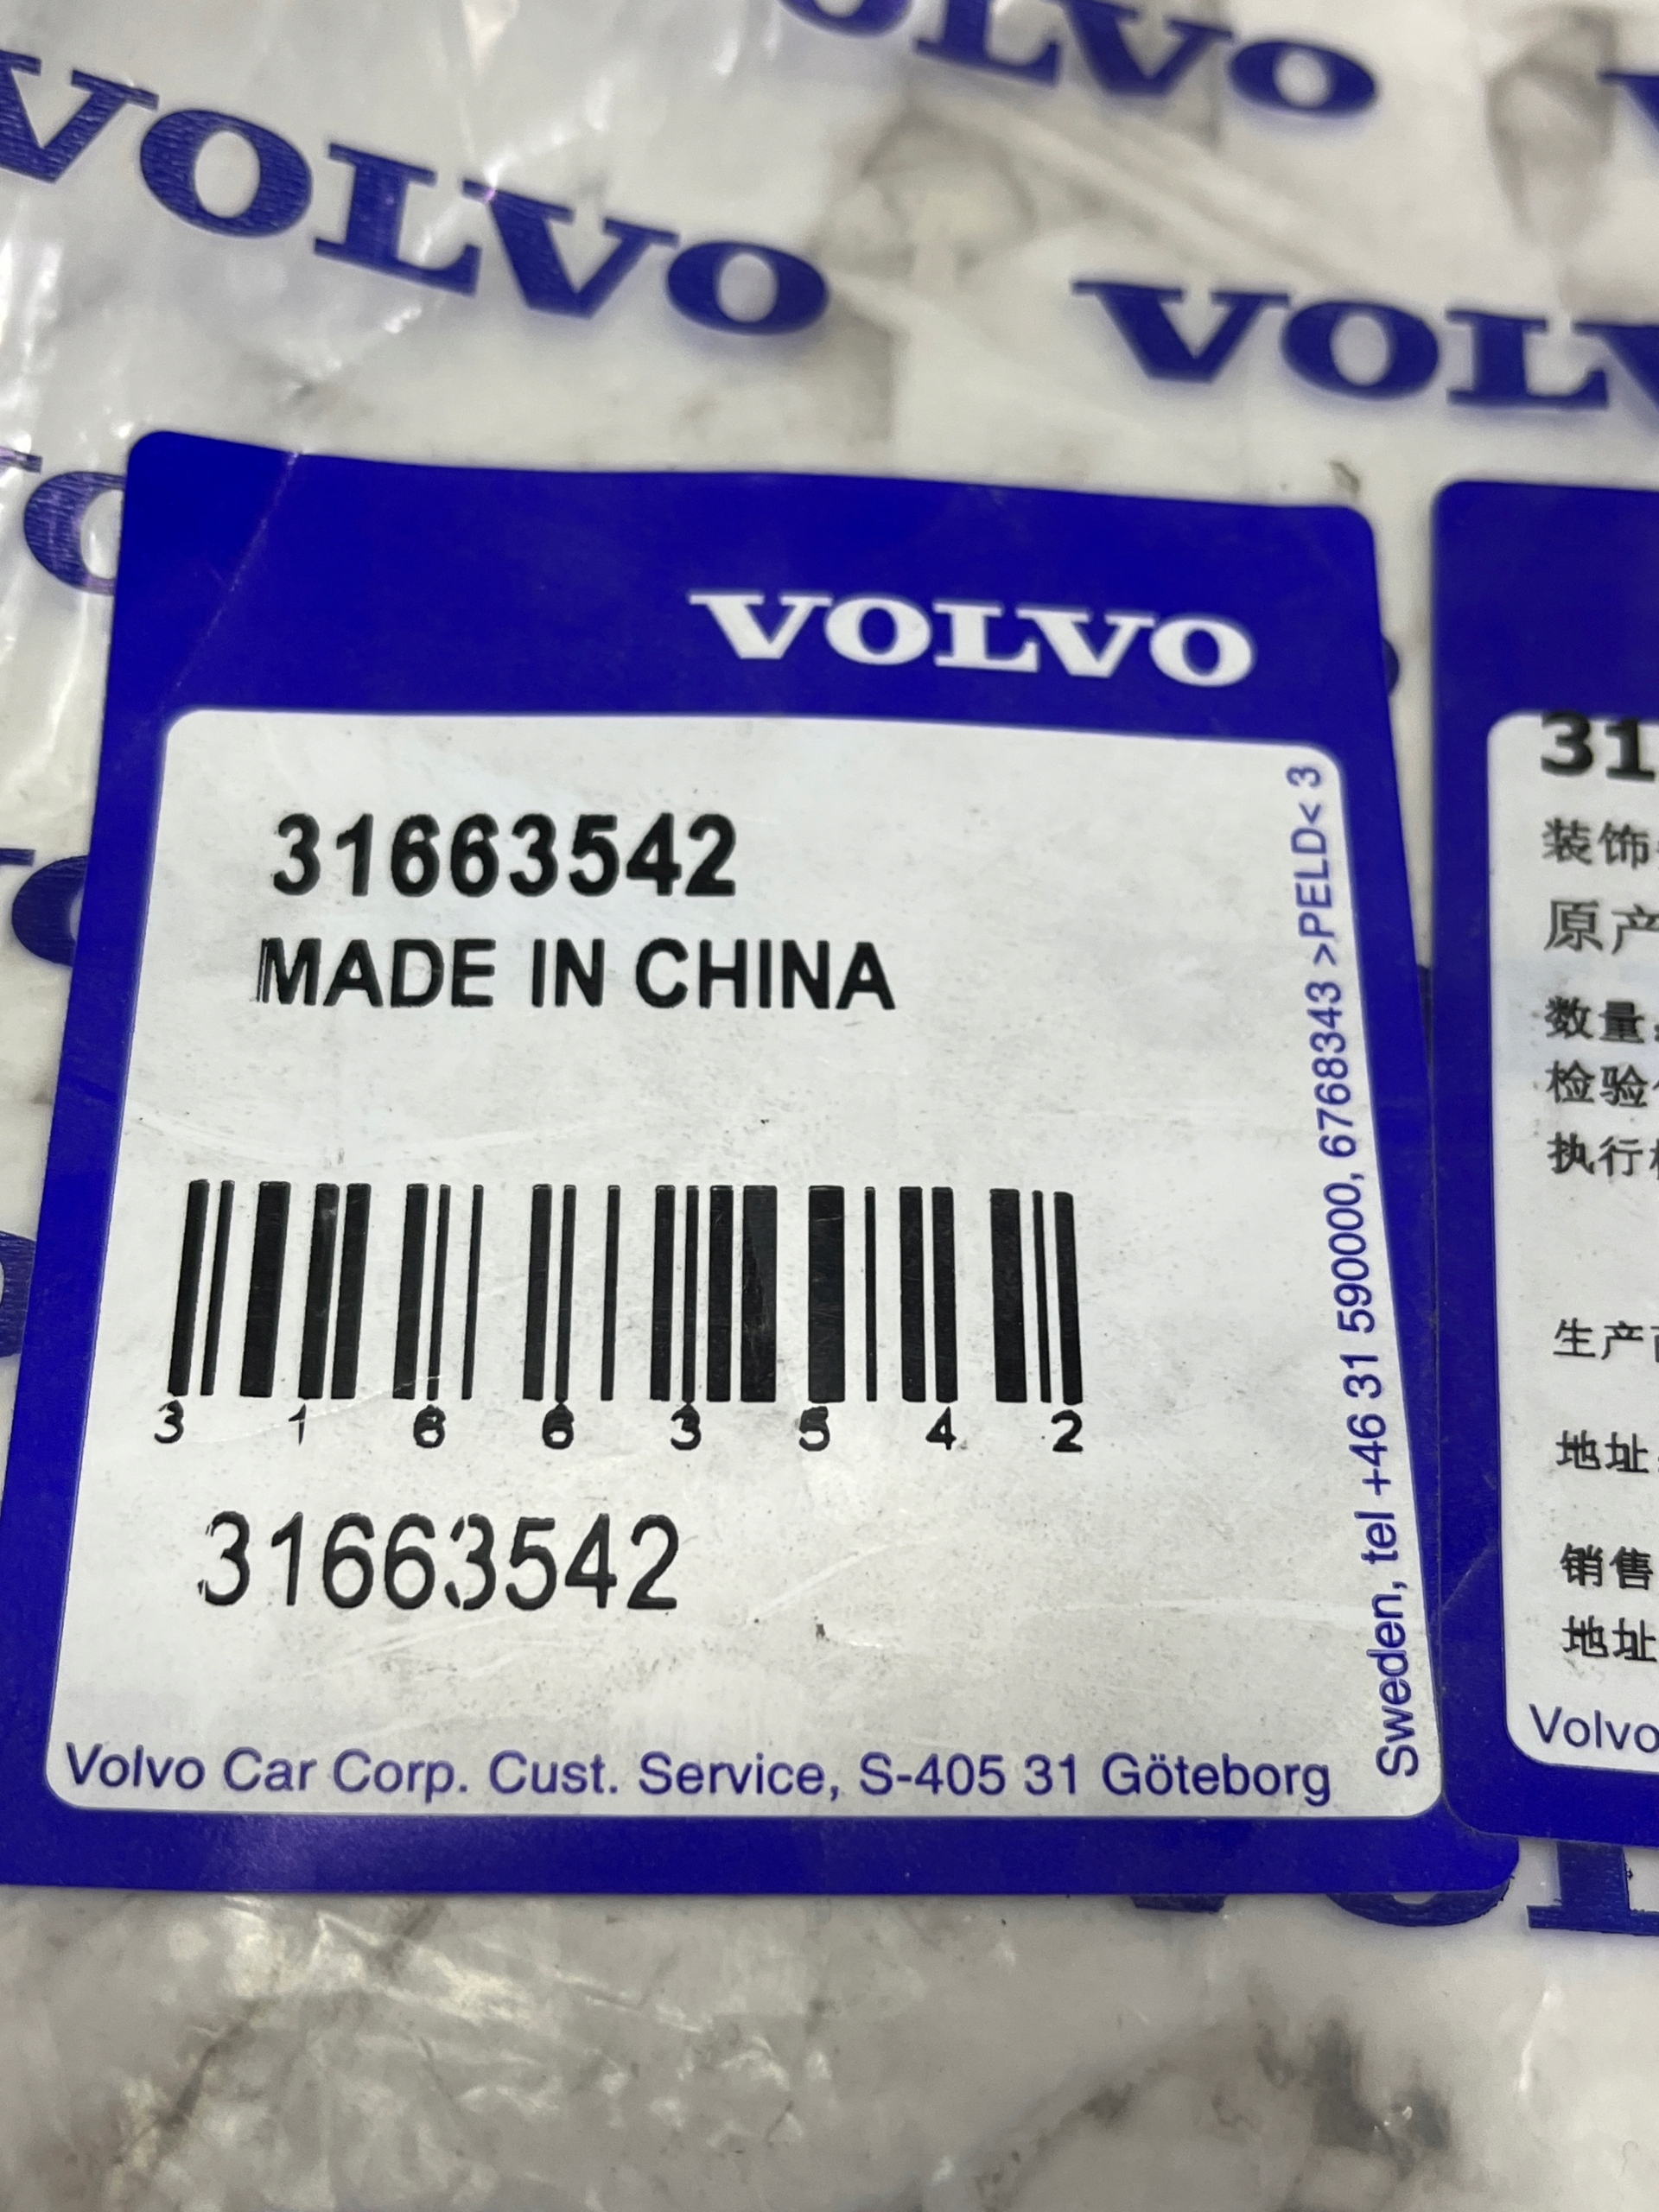 VOLVO
VOLVO
VOLVO
VOLVO
31663542
MADE IN CHINA
3 1 6 6 3 5 4 2
31663542
Volvo Car Corp. Cust. Service, S-405 31 Göteborg
Sweden, tel +46 31 590000, 6768343 >PELD< 3
31
装饰
原产
数量
检验
执行
生产商
地址
销售
地址
Volvo